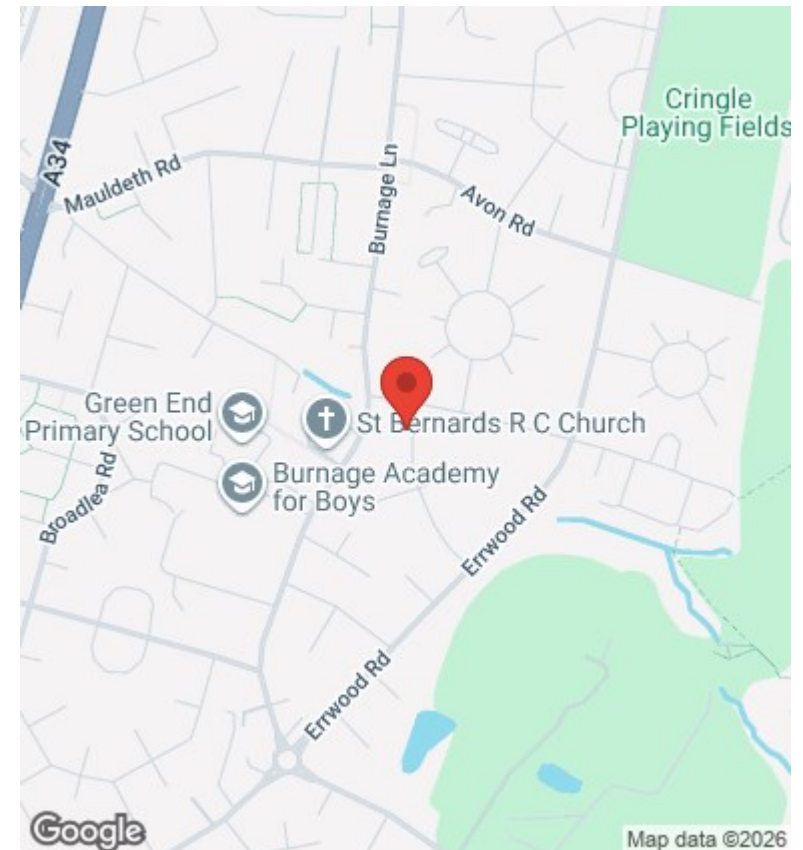 Cringle
Playing Fields
A34
Mauldeth Rd
Burnage Ln
Avon Rd
Green End
Primary School
St Bernards R C Church
Burnage Academy
for Boys
Broadlea Rd
Errwood Rd
Errwood Rd
Google
Map data ©2026